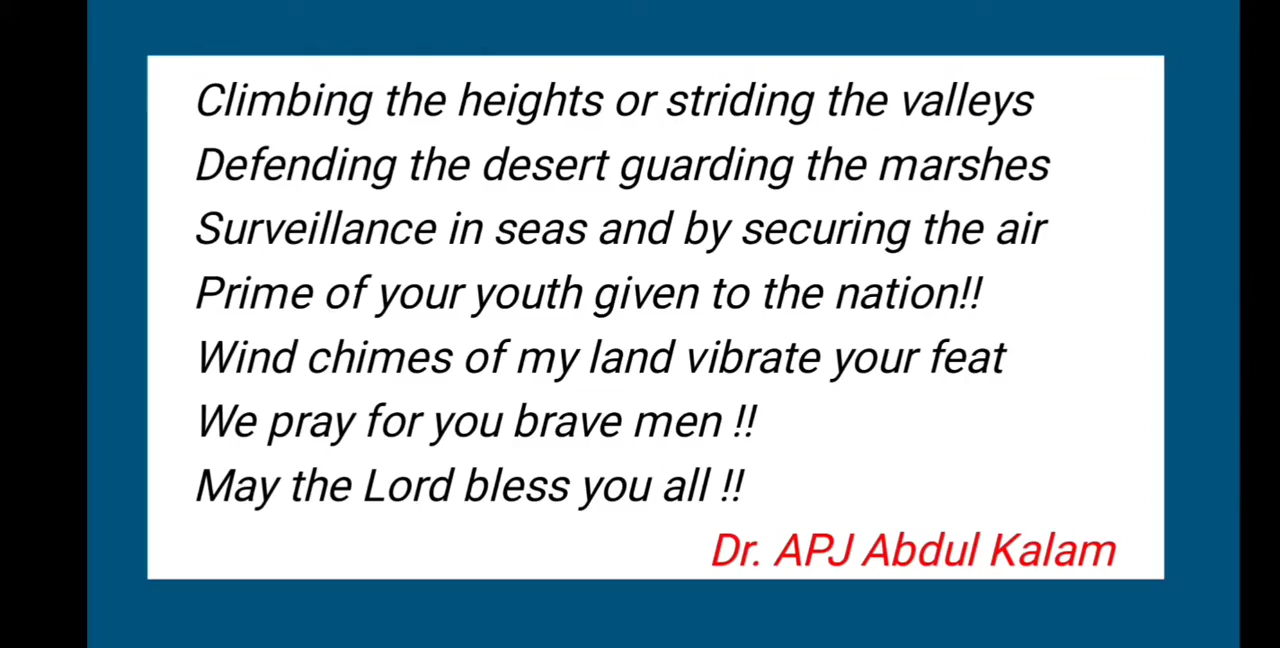 Climbing the heights or striding the valleys
Defending the desert guarding the marshes
Surveillance in seas and by securing the air
Prime of your youth given to the nation!!
Wind chimes of my land vibrate your feat
We pray for you brave men !!
May the Lord bless you all !!
Dr. APJ Abdul Kalam